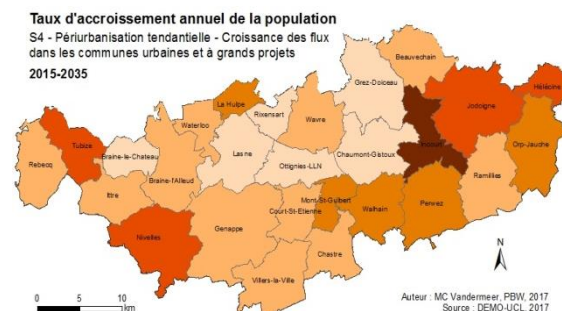 Taux d'accroissement annuel de la population
S4 - Périurbanisation tendantielle - Croissance des flux
dans les communes urbaines et à grands projets
2015-2035
Beauvechain
Grez-Doiceau
Hélécine
La Hulpe
Jodoigne
Rixensart
Waterloo
Wavre
Orp-Jauche
Tubize
Incourt
Lasne
Braine-le-Chateau
Rebecq
Ottignies-LLN
Chaumont-Gistoux
Braine-l'Alleud
Ramillies
Ittre
Mont-St-Guibert
Walhain
Perwez
Court-St-Etienne
Nivelles
Genappe
Chastre
Villers-la-Ville
N
0 5 10
km
Auteur : MC Vandermeer, PBW, 2017
Source : DEMO-UCL, 2017